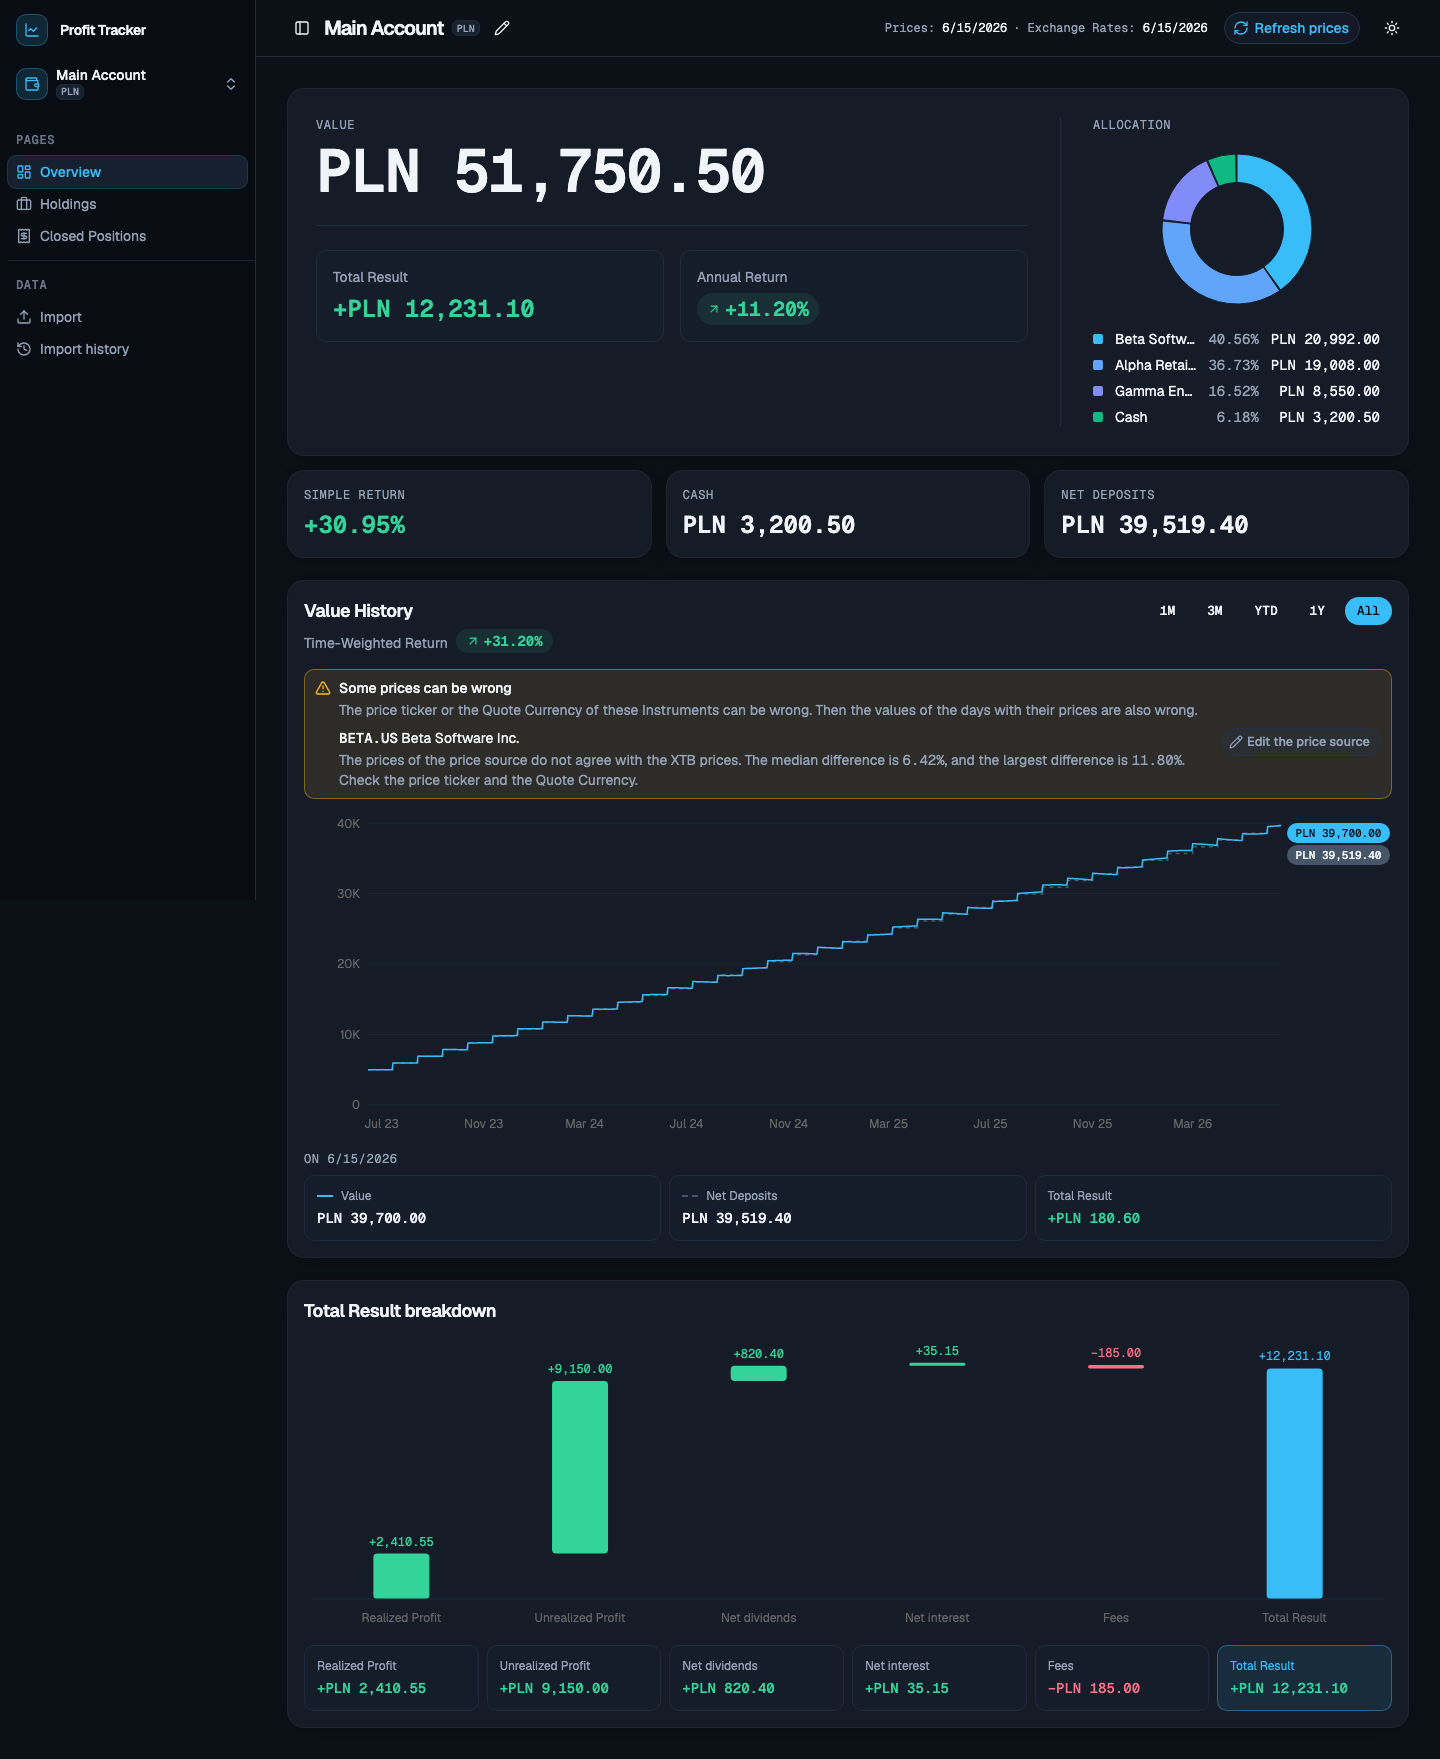 Profit Tracker
Main Account
PLN
PAGES
Overview
Holdings
Closed Positions
DATA
Import
Import history
Main Account PLN
Prices: 6/15/2026 · Exchange Rates: 6/15/2026
Refresh prices
VALUE
PLN 51,750.50
Total Result
+PLN 12,231.10
Annual Return
+11.20%
ALLOCATION
Beta Softw… 40.56% PLN 20,992.00
Alpha Retai… 36.73% PLN 19,008.00
Gamma En… 16.52% PLN 8,550.00
Cash 6.18% PLN 3,200.50
SIMPLE RETURN
+30.95%
CASH
PLN 3,200.50
NET DEPOSITS
PLN 39,519.40
Value History
1M 3M YTD 1Y All
Time-Weighted Return +31.20%
Some prices can be wrong
The price ticker or the Quote Currency of these Instruments can be wrong. Then the values of the days with their prices are also wrong.
BETA.US Beta Software Inc.
The prices of the price source do not agree with the XTB prices. The median difference is 6.42%, and the largest difference is 11.80%.
Check the price ticker and the Quote Currency.
Edit the price source
40K
30K
20K
10K
0
PLN 39,700.00
PLN 39,519.40
Jul 23 Nov 23 Mar 24 Jul 24 Nov 24 Mar 25 Jul 25 Nov 25 Mar 26
ON 6/15/2026
Value
PLN 39,700.00
Net Deposits
PLN 39,519.40
Total Result
+PLN 180.60
Total Result breakdown
+2,410.55
+9,150.00
+820.40
+35.15
−185.00
+12,231.10
Realized Profit Unrealized Profit Net dividends Net interest Fees Total Result
Realized Profit
+PLN 2,410.55
Unrealized Profit
+PLN 9,150.00
Net dividends
+PLN 820.40
Net interest
+PLN 35.15
Fees
−PLN 185.00
Total Result
+PLN 12,231.10